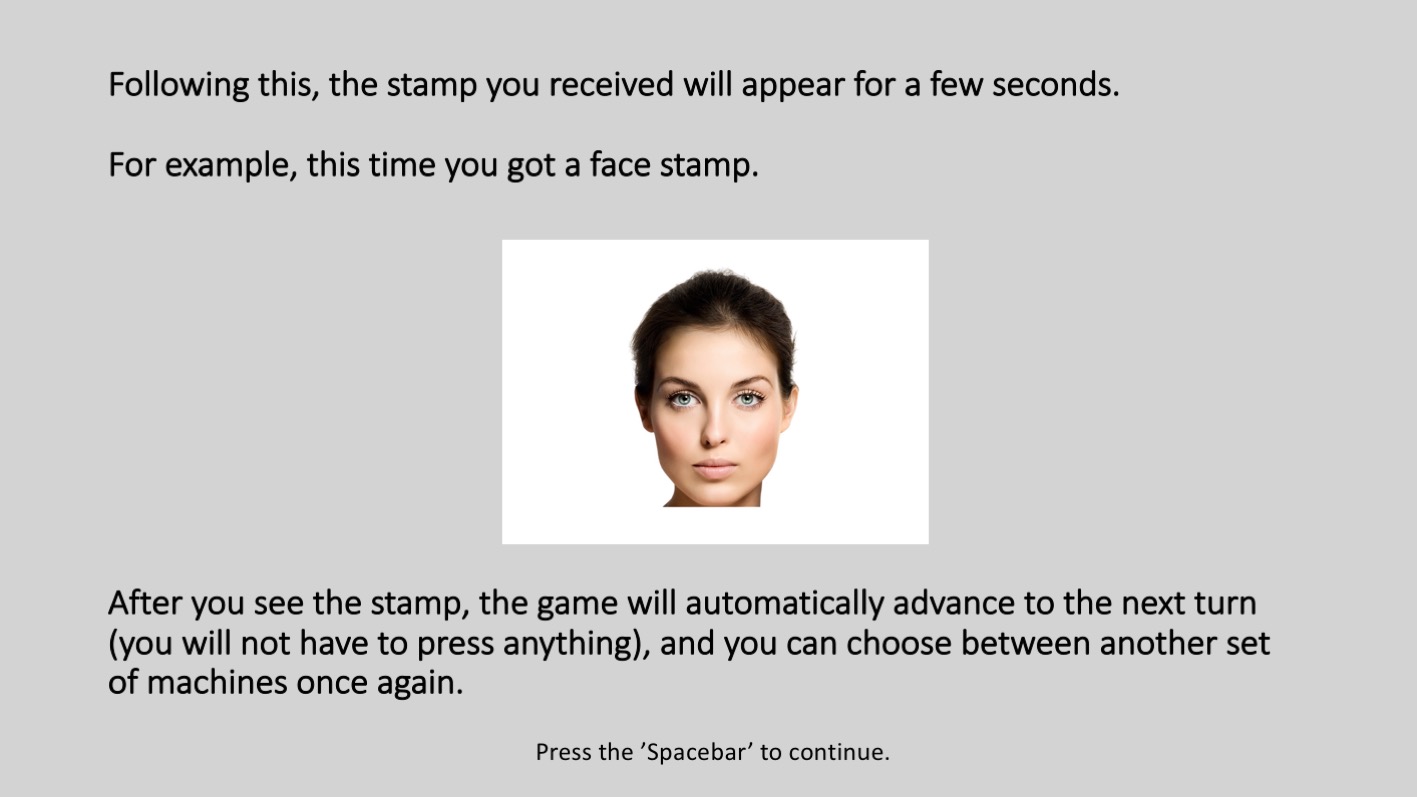 Following this, the stamp you received will appear for a few seconds.
For example, this time you got a face stamp.
After you see the stamp, the game will automatically advance to the next turn
(you will not have to press anything), and you can choose between another set
of machines once again.
Press the ’Spacebar’ to continue.